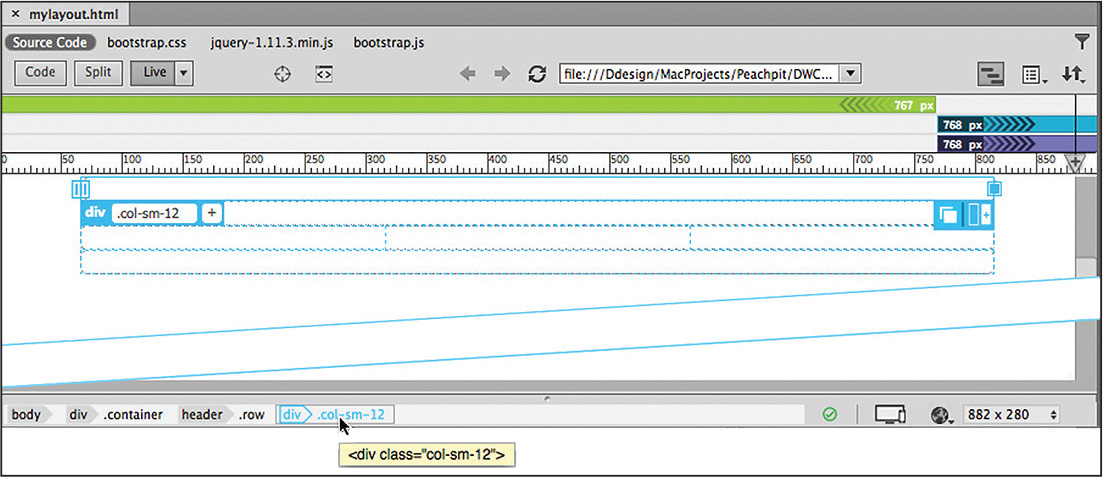 × mylayout.html
Source Code bootstrap.css jquery-1.11.3.min.js bootstrap.js
Code Split Live file:///Ddesign/MacProjects/Peachpit/DWC...
767 px
768 px
768 px
0 50 100 150 200 250 300 350 400 450 500 550 600 650 700 750 800 850
div .col-sm-12 +
+
body div .container header .row div .col-sm-12 882 x 280
<div class="col-sm-12">